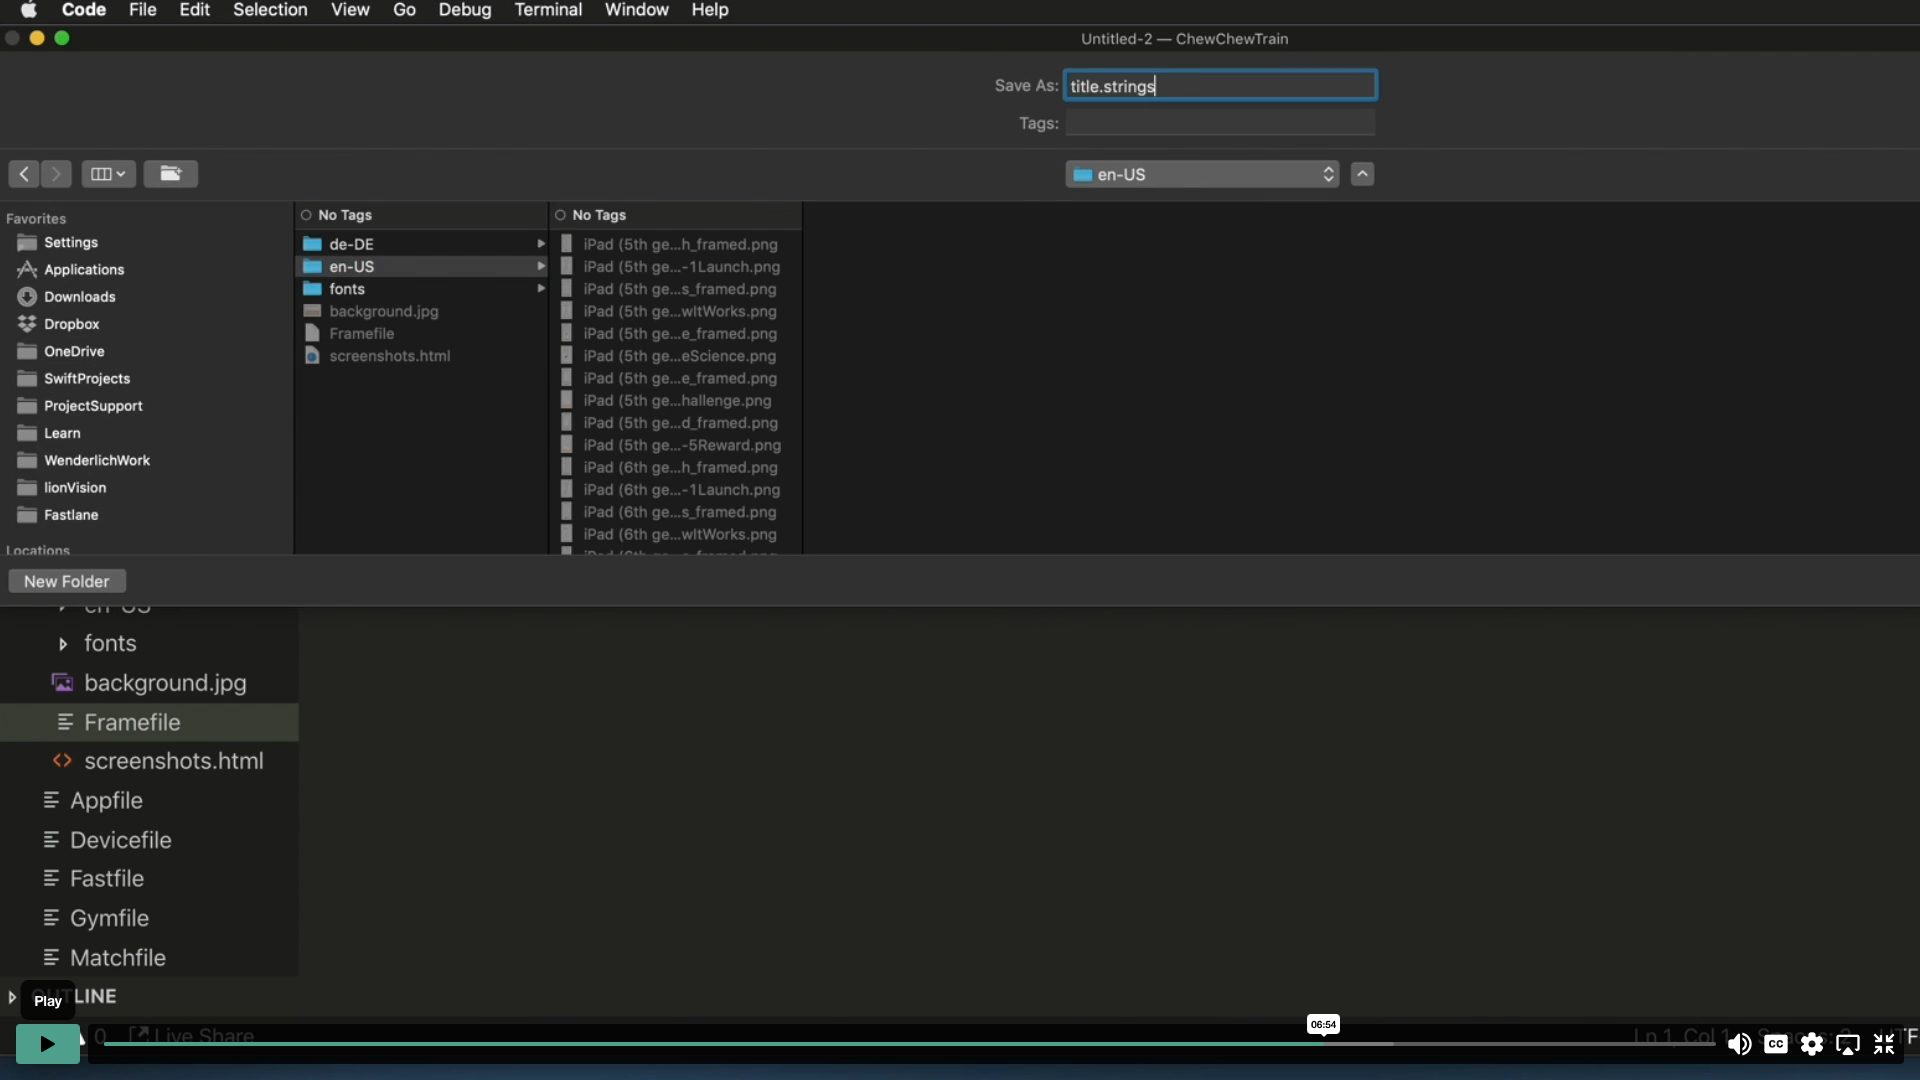 Code File Edit Selection View Go Debug Terminal Window Help
Untitled-2 — ChewChewTrain
Save As: title.strings
Tags:
en-US
Favorites
Settings
Applications
Downloads
Dropbox
OneDrive
SwiftProjects
ProjectSupport
Learn
WenderlichWork
lionVision
Fastlane
Locations
No Tags
de-DE
en-US
fonts
background.jpg
Framefile
screenshots.html
No Tags
iPad (5th ge...h_framed.png
iPad (5th ge...-1Launch.png
iPad (5th ge...s_framed.png
iPad (5th ge...wItWorks.png
iPad (5th ge...e_framed.png
iPad (5th ge...eScience.png
iPad (5th ge...e_framed.png
iPad (5th ge...hallenge.png
iPad (5th ge...d_framed.png
iPad (5th ge...-5Reward.png
iPad (6th ge...h_framed.png
iPad (6th ge...-1Launch.png
iPad (6th ge...s_framed.png
iPad (6th ge...wItWorks.png
New Folder
en-US
fonts
background.jpg
Framefile
screenshots.html
Appfile
Devicefile
Fastfile
Gymfile
Matchfile
OUTLINE
Play
06:54
0 Live Share
Ln 1, Col 1
CC